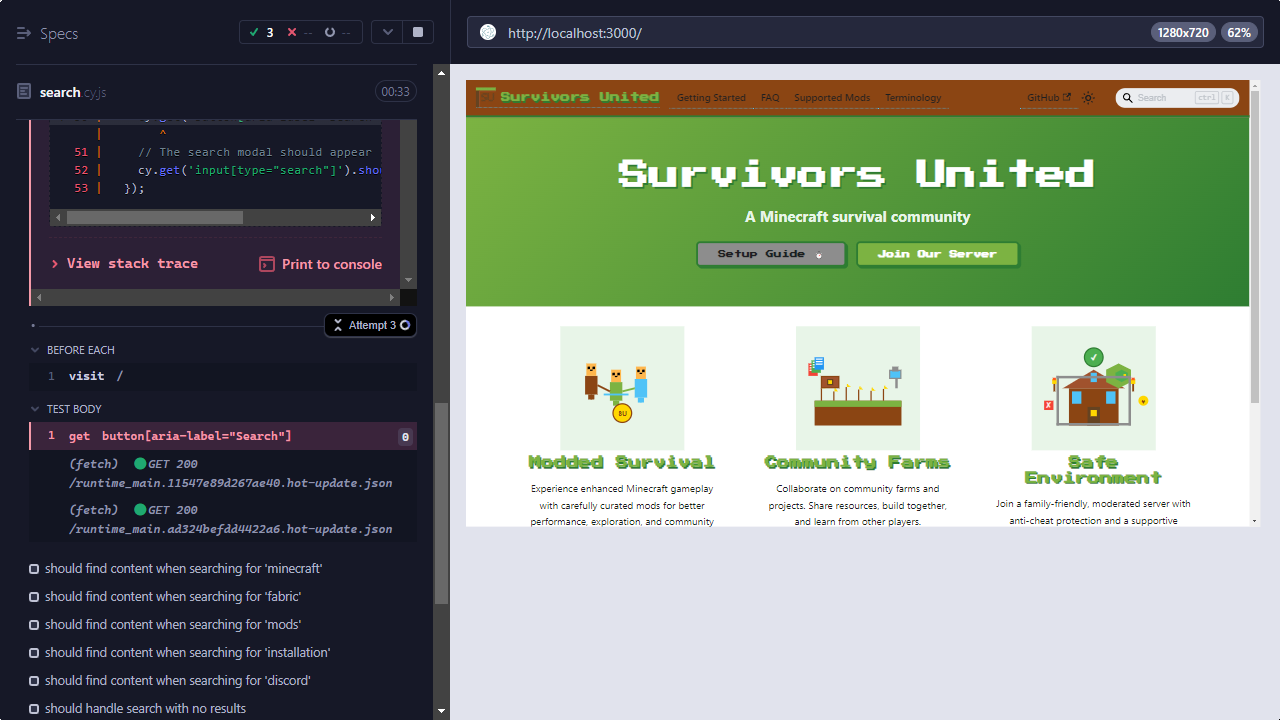 Specs
3
--
--
search.cy.js
00:33
|
^
51 | // The search modal should appear
52 | cy.get('input[type="search"]').shou
53 | });
View stack trace
Print to console
Attempt 3
BEFORE EACH
1 visit /
TEST BODY
1 get button[aria-label="Search"] 0
(fetch) GET 200
/runtime_main.11547e89d267ae40.hot-update.json
(fetch) GET 200
/runtime_main.ad324befdd4422a6.hot-update.json
should find content when searching for 'minecraft'
should find content when searching for 'fabric'
should find content when searching for 'mods'
should find content when searching for 'installation'
should find content when searching for 'discord'
should handle search with no results
http://localhost:3000/
1280x720
62%
Survivors United
Getting Started
FAQ
Supported Mods
Terminology
GitHub
Search
ctrl
K
Survivors United
A Minecraft survival community
Setup Guide
Join Our Server
Modded Survival
Experience enhanced Minecraft gameplay
with carefully curated mods for better
performance, exploration, and community
Community Farms
Collaborate on community farms and
projects. Share resources, build together,
and learn from other players.
Safe
Environment
Join a family-friendly, moderated server with
anti-cheat protection and a supportive